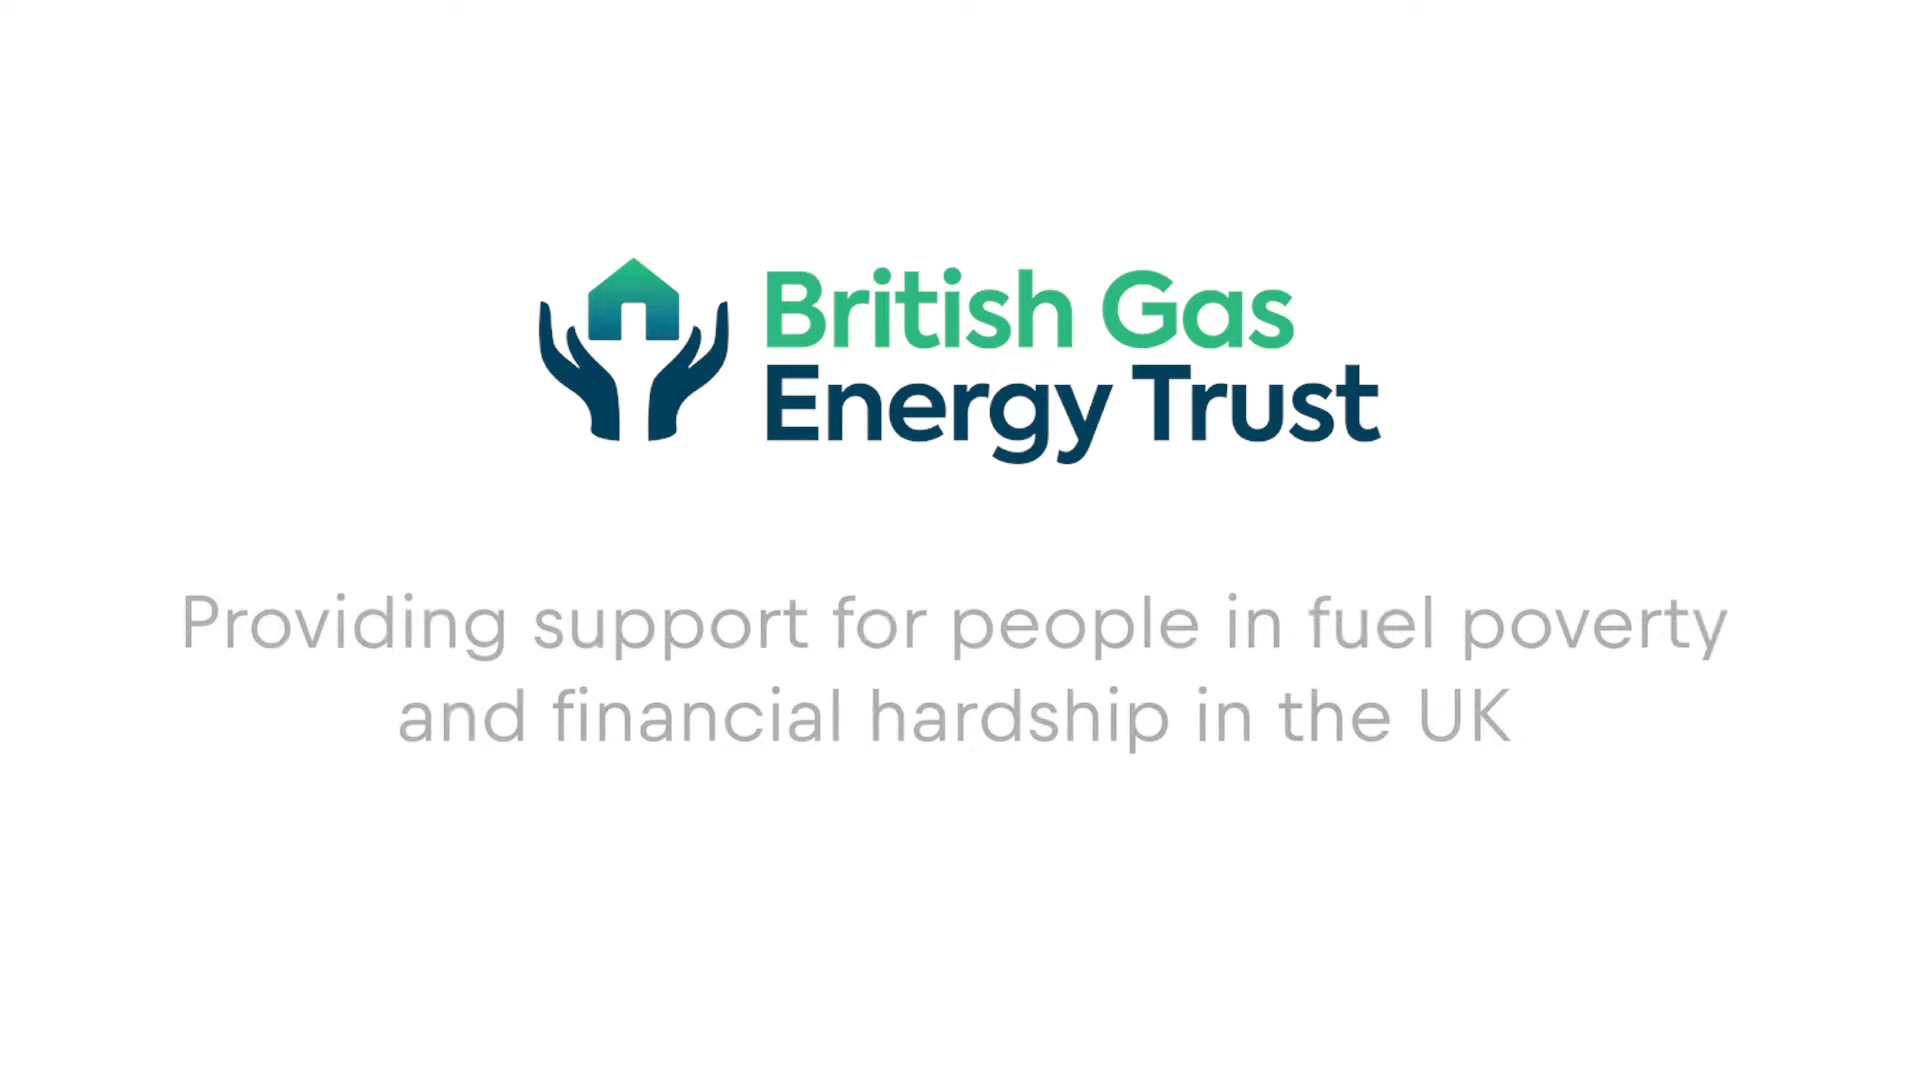 British Gas
Energy Trust
Providing support for people in fuel poverty
and financial hardship in the UK